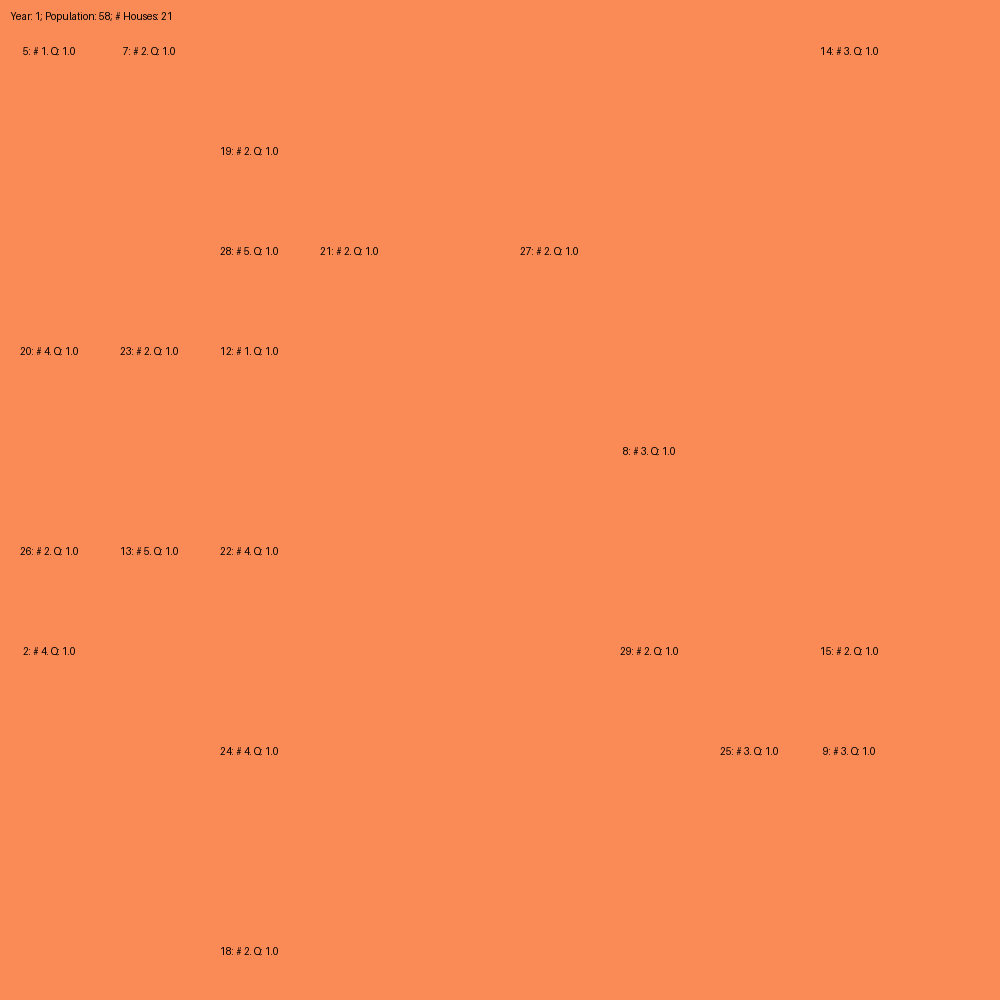 Year: 1; Population: 58; # Houses: 21
5: # 1. Q: 1.0 7: # 2. Q: 1.0 14: # 3. Q: 1.0
19: # 2. Q: 1.0
28: # 5. Q: 1.0 21: # 2. Q: 1.0 27: # 2. Q: 1.0
20: # 4. Q: 1.0 23: # 2. Q: 1.0 12: # 1. Q: 1.0
8: # 3. Q: 1.0
26: # 2. Q: 1.0 13: # 5. Q: 1.0 22: # 4. Q: 1.0
2: # 4. Q: 1.0 29: # 2. Q: 1.0 15: # 2. Q: 1.0
24: # 4. Q: 1.0 25: # 3. Q: 1.0 9: # 3. Q: 1.0
18: # 2. Q: 1.0